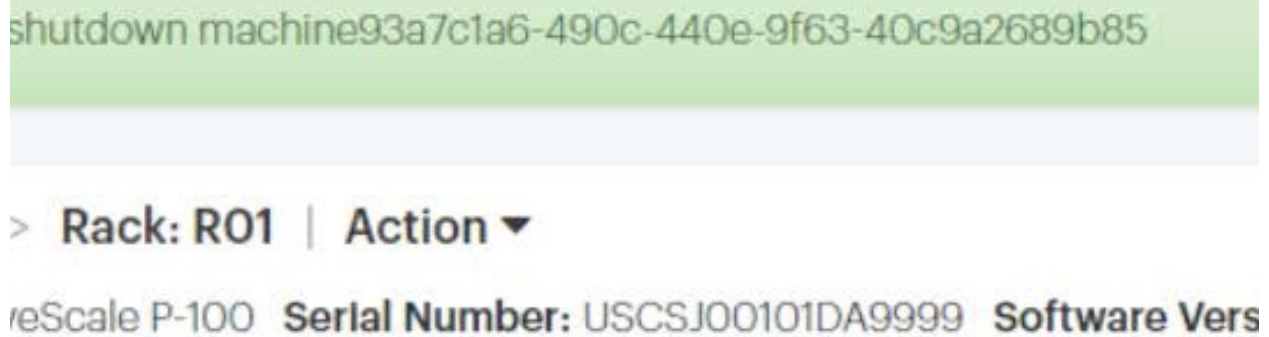 shutdown machine93a7c1a6-490c-440e-9f63-40c9a2689b85
> Rack: R01 | Action
veScale P-100 Serial Number: USCSJ00101DA9999 Software Vers